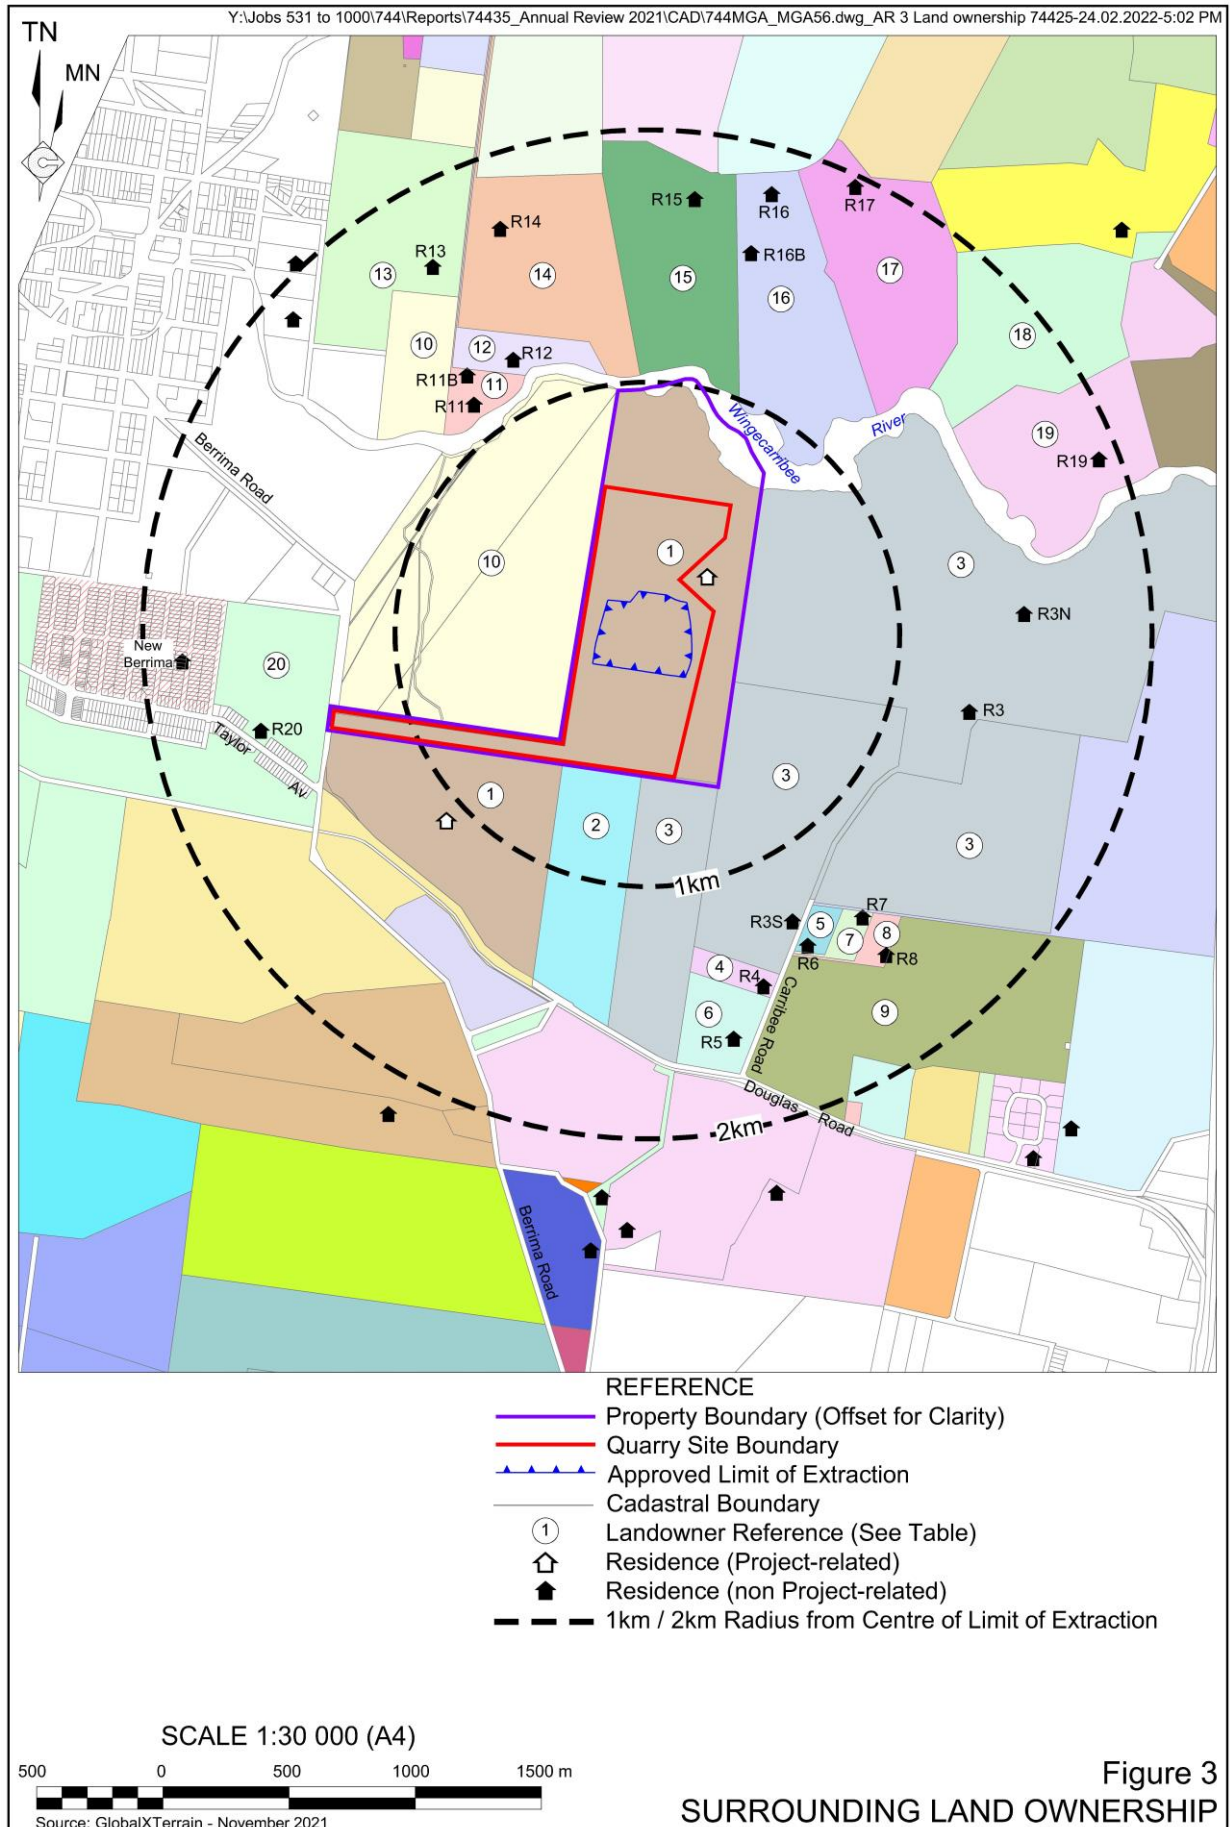 Y:\Jobs 531 to 1000\744\Reports\74435_Annual Review 2021\CAD\744MGA_MGA56.dwg_AR 3 Land ownership 74425-24.02.2022-5:02 PM
TN
MN
R15
R16
R17
R14
R16B
R13
13
14
15
16
17
18
10
12
R12
R11B
11
R11
Wingecarribee
River
19
R19
Berrima Road
1
10
3
R3N
New
Berrima
20
R20
R3
Taylor
Av
1
2
3
3
3
1km
R3S
5
R7
7
8
R6
R8
4
R4
6
R5
Carribee Road
9
Douglas
Road
2km
Berrima Road
REFERENCE
Property Boundary (Offset for Clarity)
Quarry Site Boundary
Approved Limit of Extraction
Cadastral Boundary
1 Landowner Reference (See Table)
Residence (Project-related)
Residence (non Project-related)
1km / 2km Radius from Centre of Limit of Extraction
SCALE 1:30 000 (A4)
500 0 500 1000 1500 m
Source: GlobalXTerrain - November 2021
Figure 3
SURROUNDING LAND OWNERSHIP